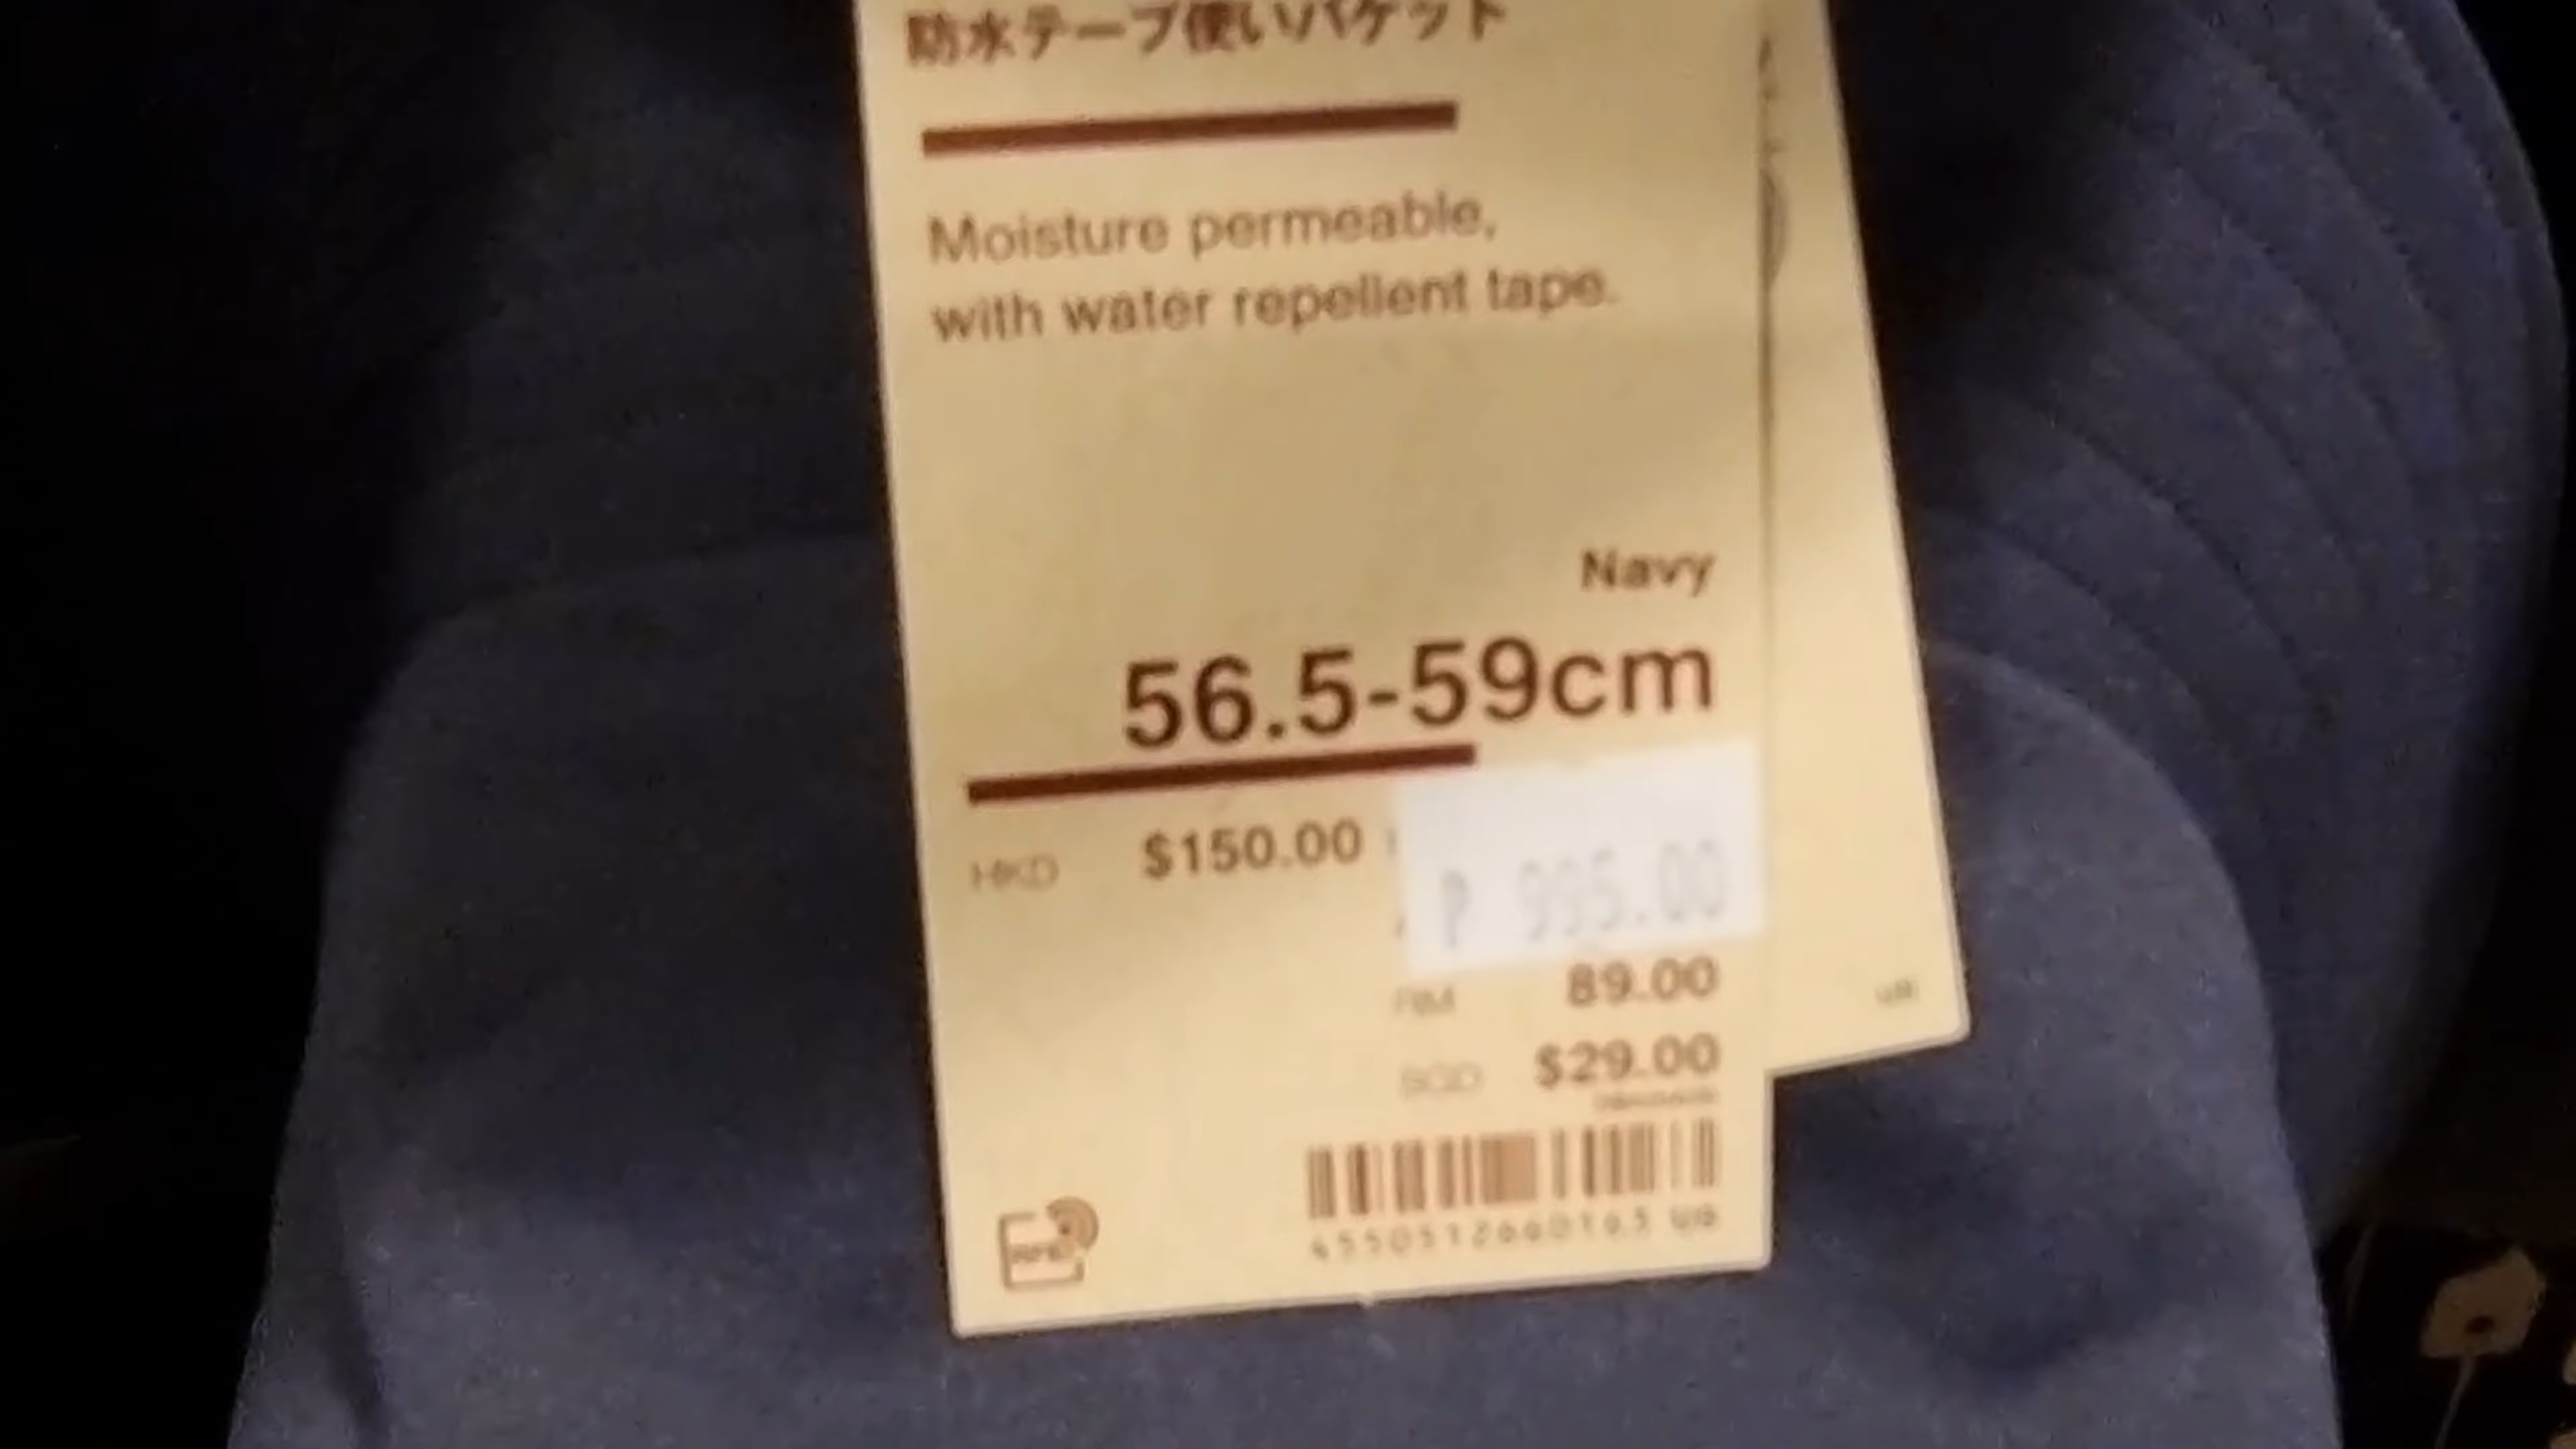 防水テープ使いバケット
Moisture permeable,
with water repellent tape.
Navy
56.5-59cm
HKD $150.00
₱ 995.00
RM 89.00
SGD $29.00
RFID